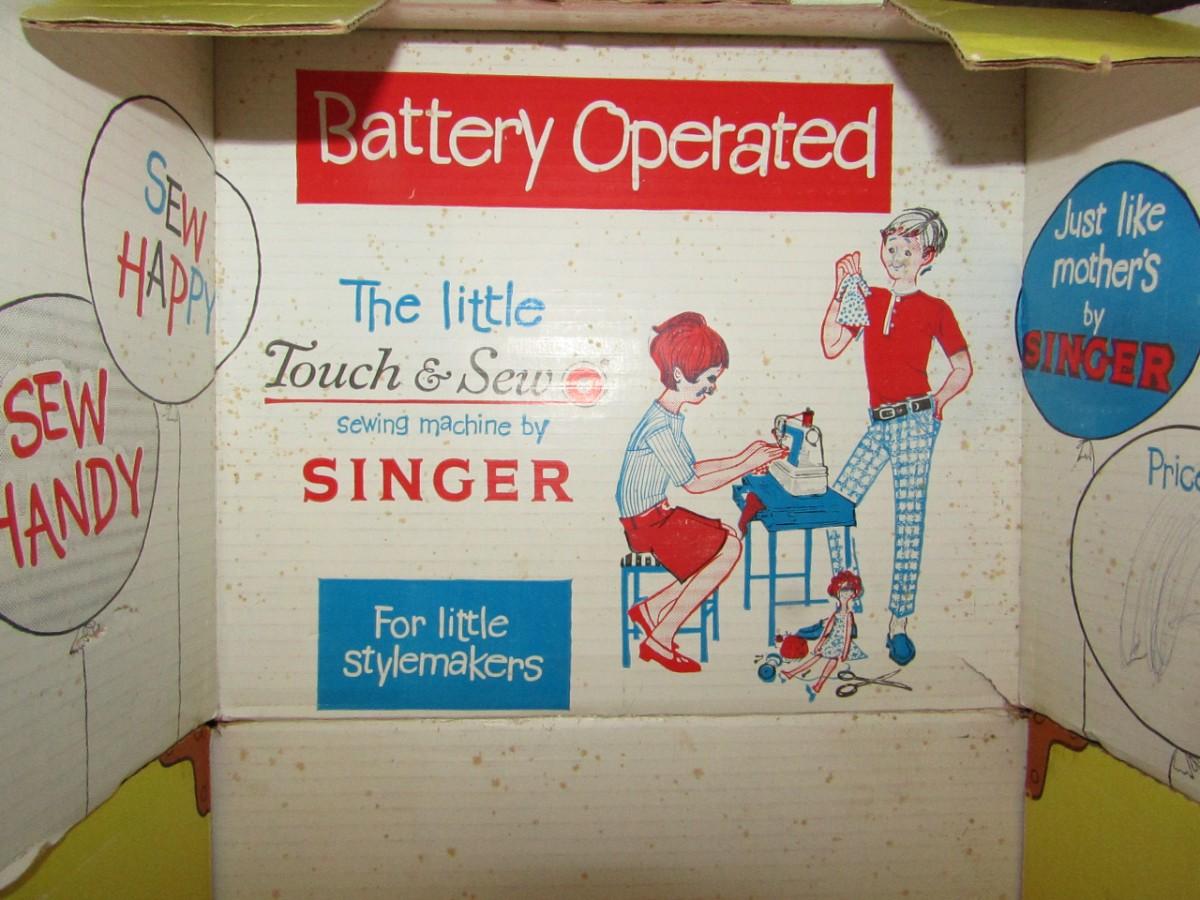 SEW
HAPPY
SEW
HANDY
Battery Operated
The little
Touch & Sew
sewing machine by
SINGER
For little
stylemakers
Just like
mother's
by
SINGER